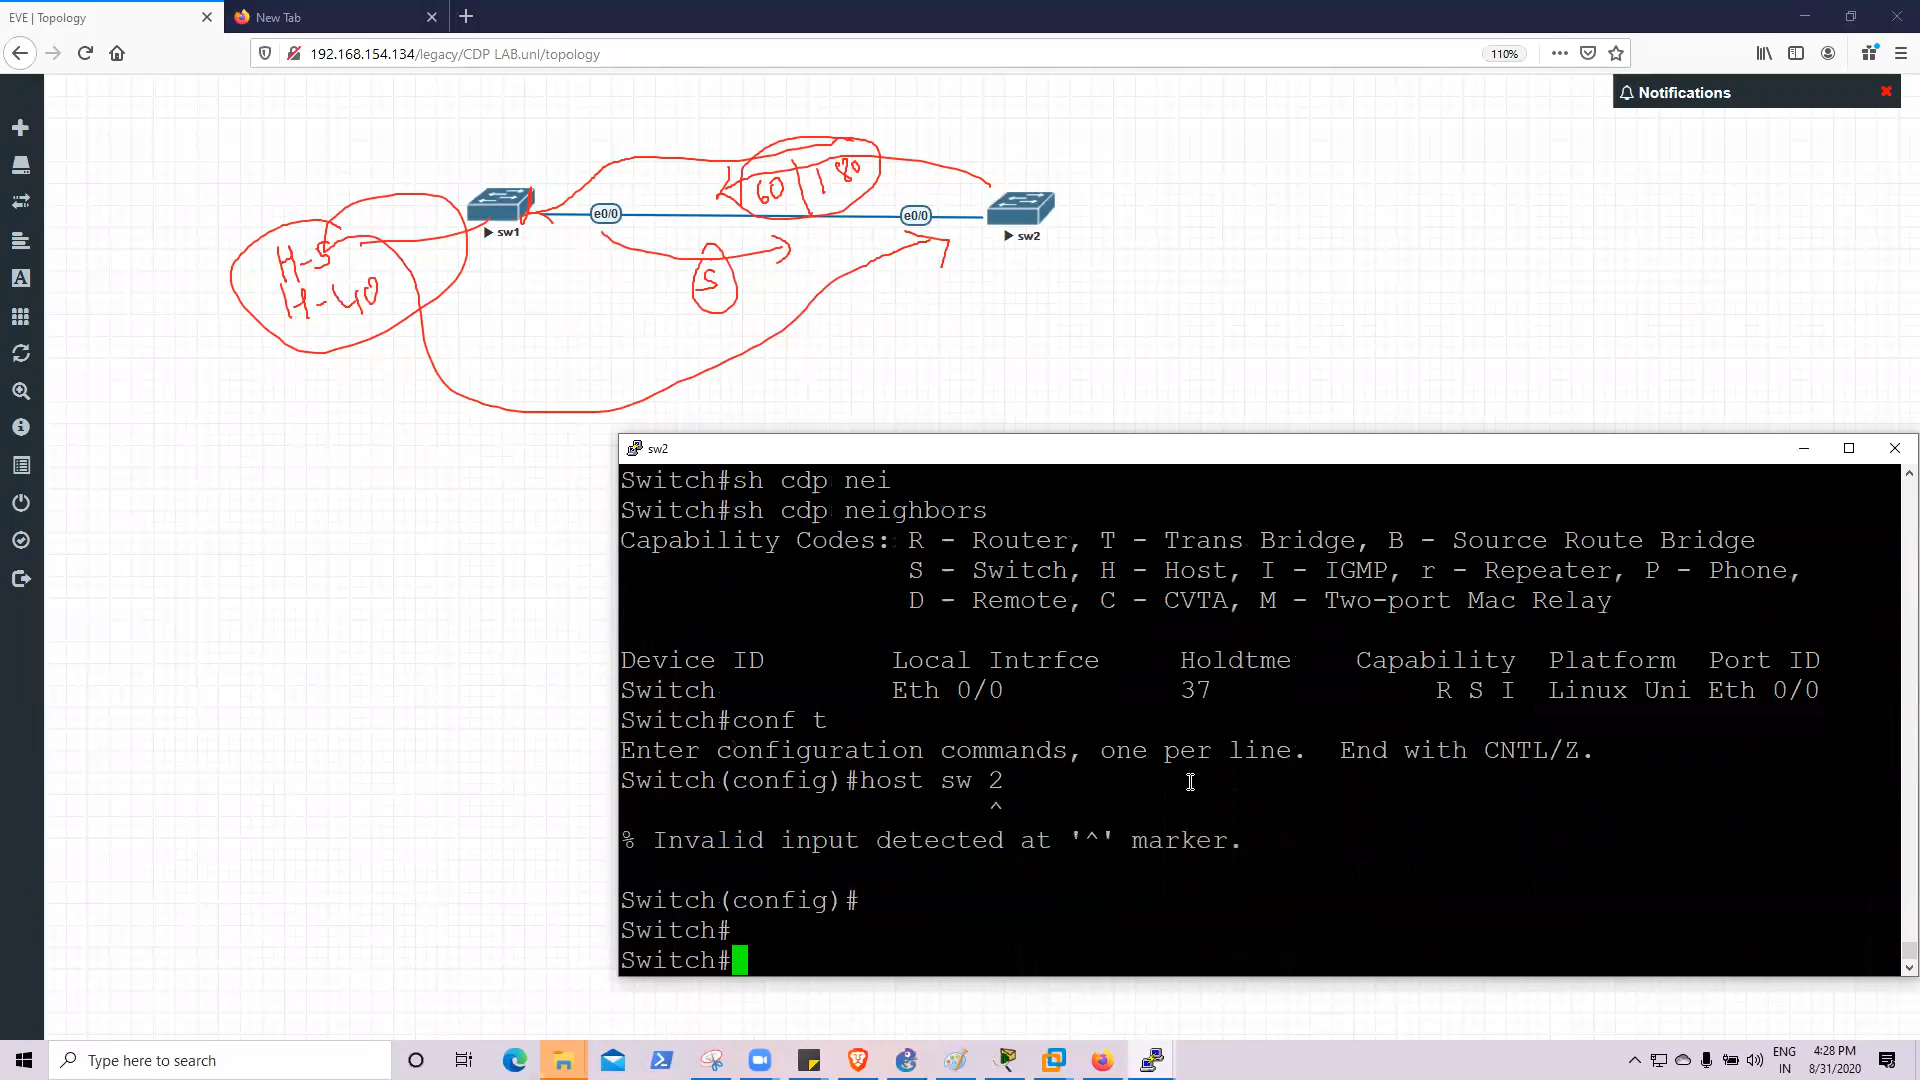 EVE | Topology
New Tab
192.168.154.134/legacy/CDP LAB.unl/topology
110%
Notifications
60 | 180
e0/0
e0/0
sw1
sw2
H-5
H-40
S
sw2
Switch#sh cdp nei
Switch#sh cdp neighbors
Capability Codes: R - Router, T - Trans Bridge, B - Source Route Bridge
S - Switch, H - Host, I - IGMP, r - Repeater, P - Phone,
D - Remote, C - CVTA, M - Two-port Mac Relay
Device ID Local Intrfce Holdtme Capability Platform Port ID
Switch Eth 0/0 37 R S I Linux Uni Eth 0/0
Switch#conf t
Enter configuration commands, one per line. End with CNTL/Z.
Switch(config)#host sw 2
^
% Invalid input detected at '^' marker.
Switch(config)#
Switch#
Switch#
Type here to search
ENG
IN
4:28 PM
8/31/2020